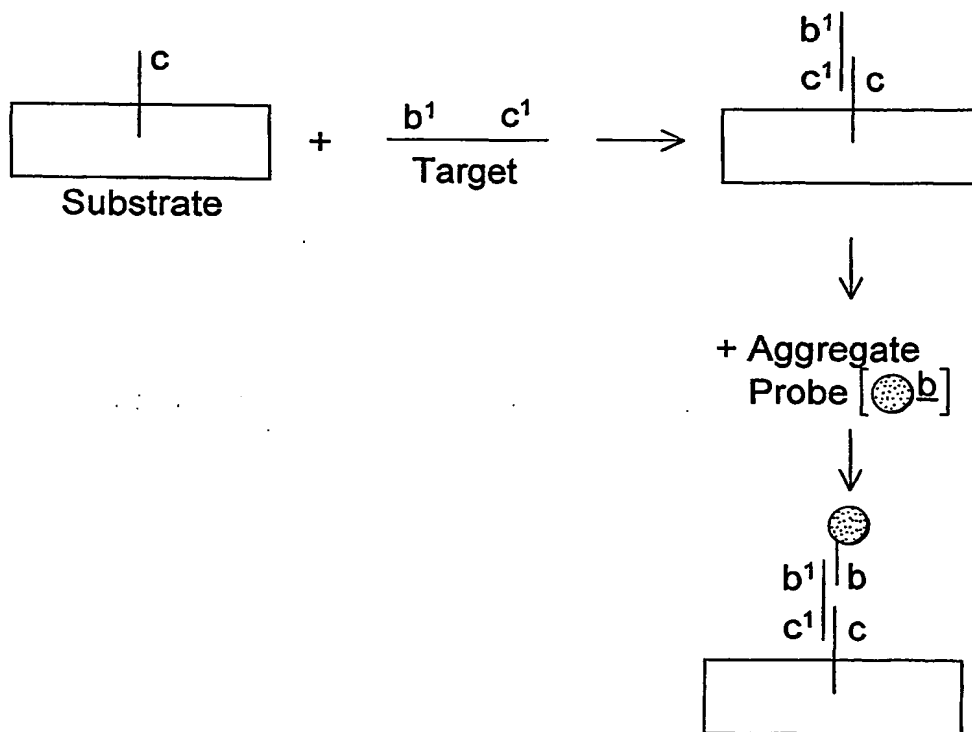 c
Substrate
+
b¹ c¹
Target
b¹
c¹ c
+ Aggregate
Probe [b]
b¹ b
c¹ c